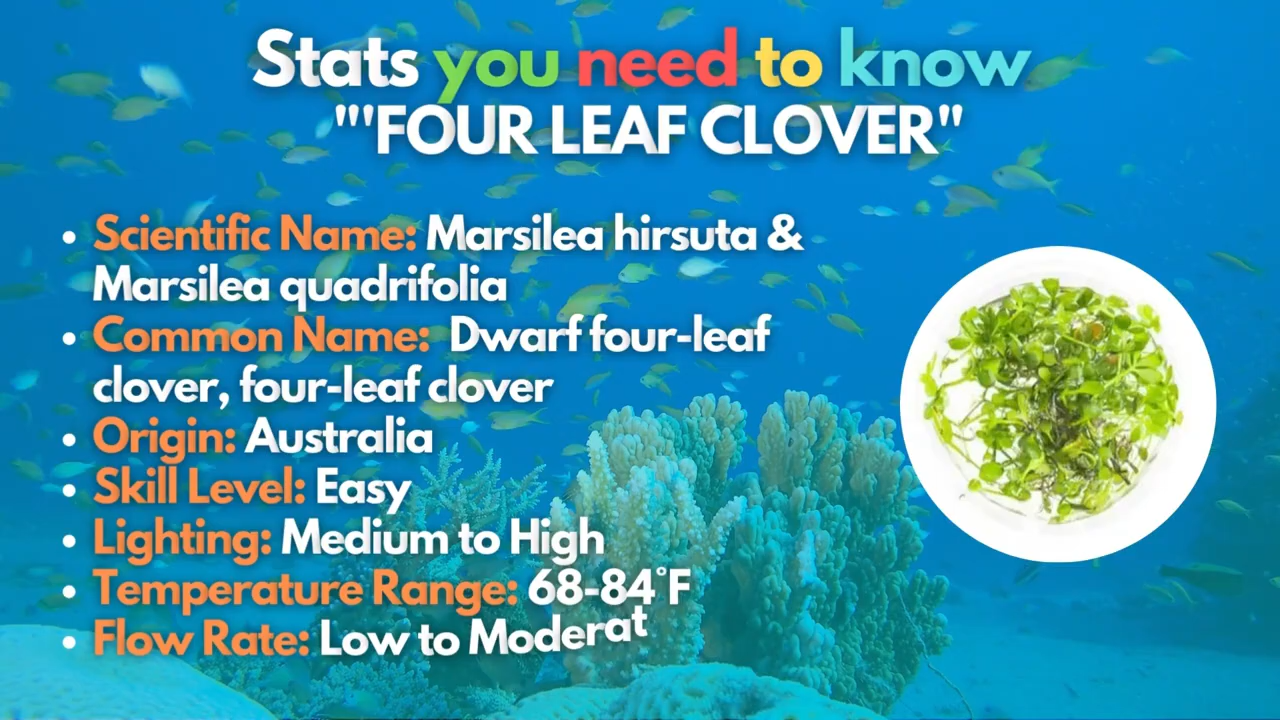 Stats you need to know
"'FOUR LEAF CLOVER"
• Scientific Name: Marsilea hirsuta &
Marsilea quadrifolia
• Common Name: Dwarf four-leaf
clover, four-leaf clover
• Origin: Australia
• Skill Level: Easy
• Lighting: Medium to High
• Temperature Range: 68-84°F
• Flow Rate: Low to Moderat